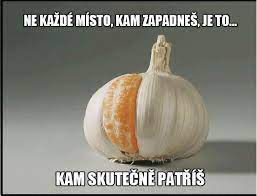 NE KAŽDÉ MÍSTO, KAM ZAPADNEŠ, JE TO...
KAM SKUTEČNĚ PATŘÍŠ